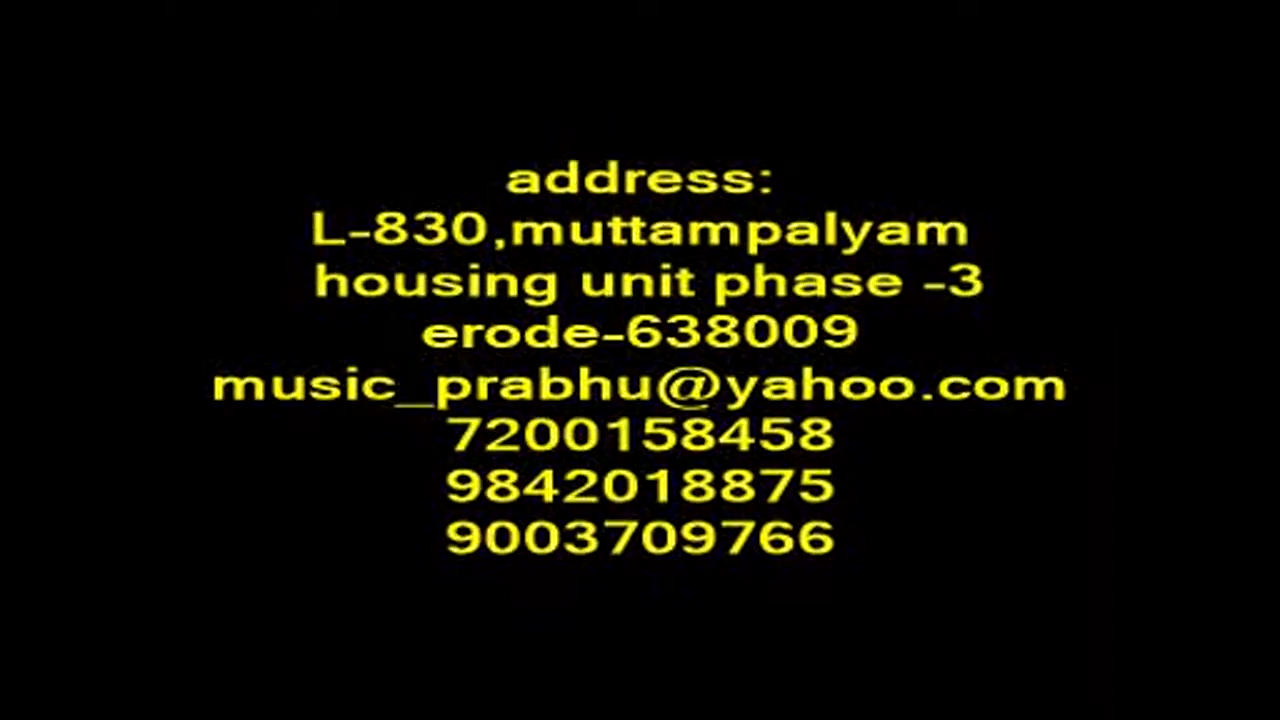 address:
L-830,muttampalyam
housing unit phase -3
erode-638009
music_prabhu@yahoo.com
7200158458
9842018875
9003709766